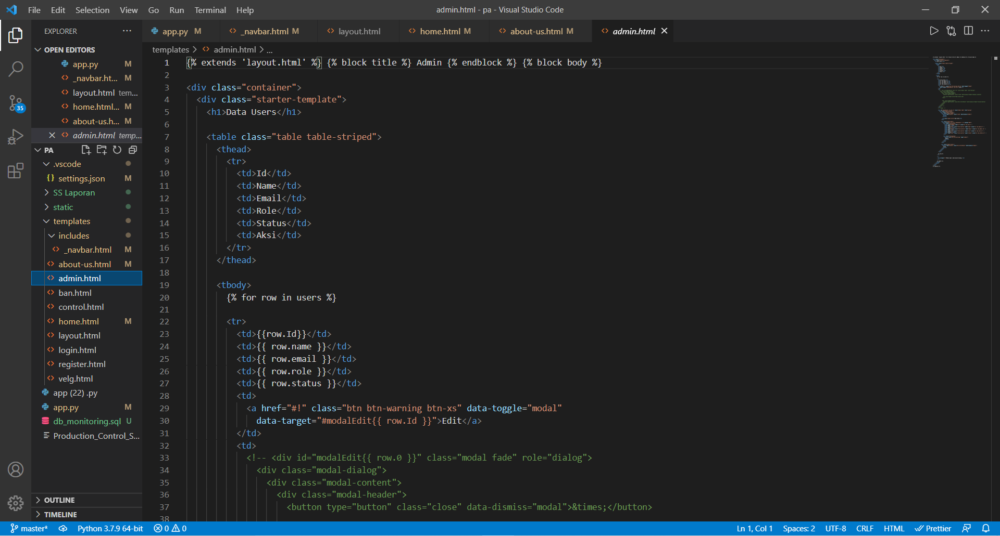 File Edit Selection View Go Run Terminal Help
admin.html - pa - Visual Studio Code
EXPLORER
OPEN EDITORS
app.py M
_navbar.ht... M
layout.html tem...
home.html... M
about-us.h... M
admin.html temp...
PA
.vscode
settings.json M
SS Laporan
static
templates
includes
_navbar.html M
about-us.html M
admin.html
ban.html
control.html
home.html M
layout.html
login.html
register.html
velg.html
app (22) .py
app.py M
db_monitoring.sql U
Production_Control_S...
OUTLINE
TIMELINE
35
app.py M _navbar.html M layout.html home.html M about-us.html M admin.html
templates > admin.html > ...
1 {% extends 'layout.html' %} {% block title %} Admin {% endblock %} {% block body %}
2
3 <div class="container">
4 <div class="starter-template">
5 <h1>Data Users</h1>
6
7 <table class="table table-striped">
8 <thead>
9 <tr>
10 <td>Id</td>
11 <td>Name</td>
12 <td>Email</td>
13 <td>Role</td>
14 <td>Status</td>
15 <td>Aksi</td>
16 </tr>
17 </thead>
18
19 <tbody>
20 {% for row in users %}
21
22 <tr>
23 <td>{{row.Id}}</td>
24 <td>{{ row.name }}</td>
25 <td>{{ row.email }}</td>
26 <td>{{ row.role }}</td>
27 <td>{{ row.status }}</td>
28 <td>
29 <a href="#!" class="btn btn-warning btn-xs" data-toggle="modal"
30 data-target="#modalEdit{{ row.Id }}">Edit</a>
31 </td>
32 <td>
33 <!-- <div id="modalEdit{{ row.0 }}" class="modal fade" role="dialog">
34 <div class="modal-dialog">
35 <div class="modal-content">
36 <div class="modal-header">
37 <button type="button" class="close" data-dismiss="modal">&times;</button>
38
master* Python 3.7.9 64-bit 0 0 Ln 1, Col 1 Spaces: 2 UTF-8 CRLF HTML Prettier